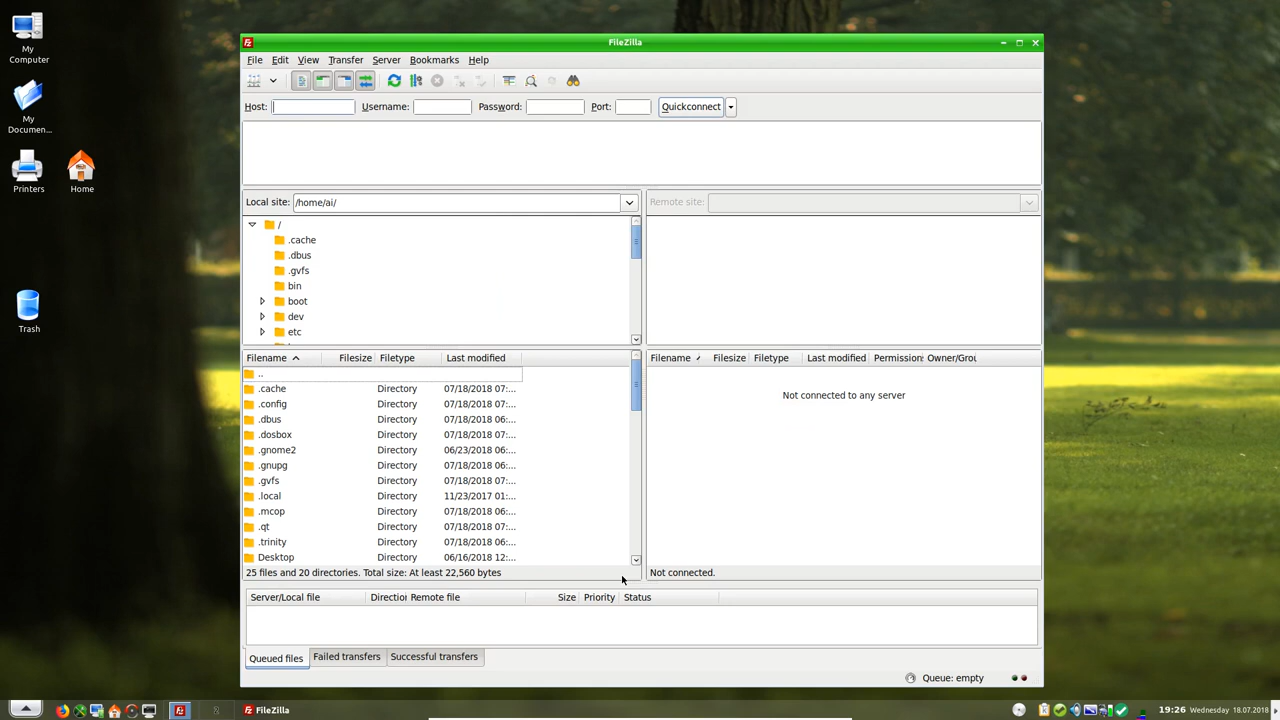 My
Computer
My
Documen...
Printers
Home
Trash
FileZilla
File Edit View Transfer Server Bookmarks Help
Host: Username: Password: Port: Quickconnect
Local site: /home/ai/
Remote site:
/
.cache
.dbus
.gvfs
bin
boot
dev
etc
Filename Filesize Filetype Last modified
..
.cache Directory 07/18/2018 07:...
.config Directory 07/18/2018 07:...
.dbus Directory 07/18/2018 06:...
.dosbox Directory 07/18/2018 07:...
.gnome2 Directory 06/23/2018 06:...
.gnupg Directory 07/18/2018 06:...
.gvfs Directory 07/18/2018 07:...
.local Directory 11/23/2017 01:...
.mcop Directory 07/18/2018 06:...
.qt Directory 07/18/2018 07:...
.trinity Directory 07/18/2018 06:...
Desktop Directory 06/16/2018 12:...
25 files and 20 directories. Total size: At least 22,560 bytes
Filename Filesize Filetype Last modified Permission Owner/Grou
Not connected to any server
Not connected.
Server/Local file Directio Remote file Size Priority Status
Queued files Failed transfers Successful transfers
Queue: empty
2 FileZilla 19:26 Wednesday 18.07.2018